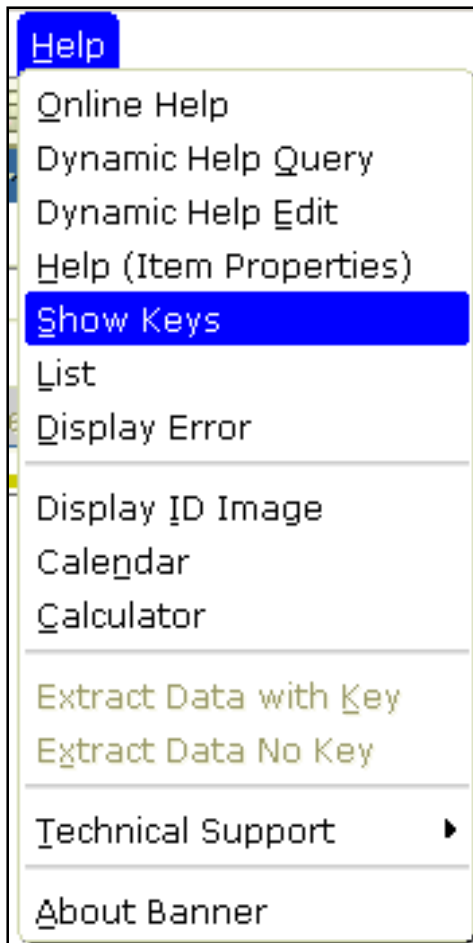 Help
Online Help
Dynamic Help Query
Dynamic Help Edit
Help (Item Properties)
Show Keys
List
Display Error
Display ID Image
Calendar
Calculator
Extract Data with Key
Extract Data No Key
Technical Support
About Banner